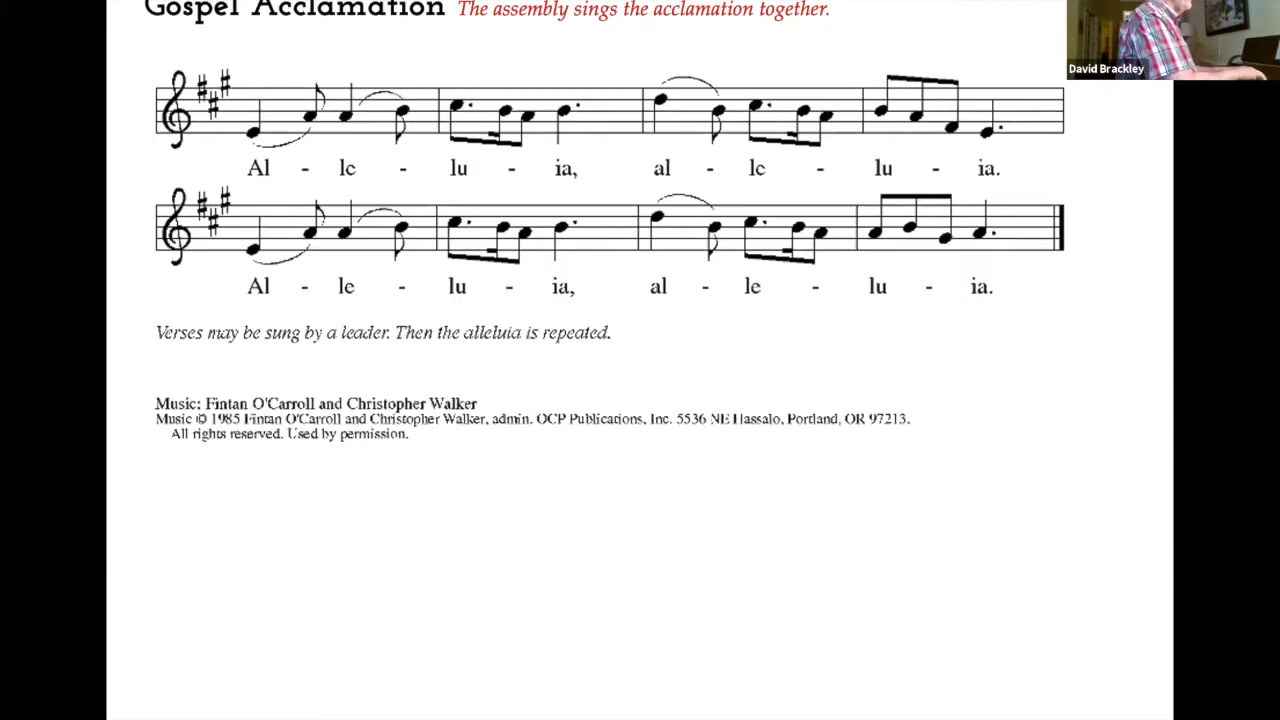 Gospel Acclamation The assembly sings the acclamation together.
David Brackley
Al - le - lu - ia, al - le - lu - ia.
Al - le - lu - ia, al - le - lu - ia.
Verses may be sung by a leader. Then the alleluia is repeated.
Music: Fintan O'Carroll and Christopher Walker
Music © 1985 Fintan O'Carroll and Christopher Walker, admin. OCP Publications, Inc. 5536 NE Hassalo, Portland, OR 97213.
All rights reserved. Used by permission.